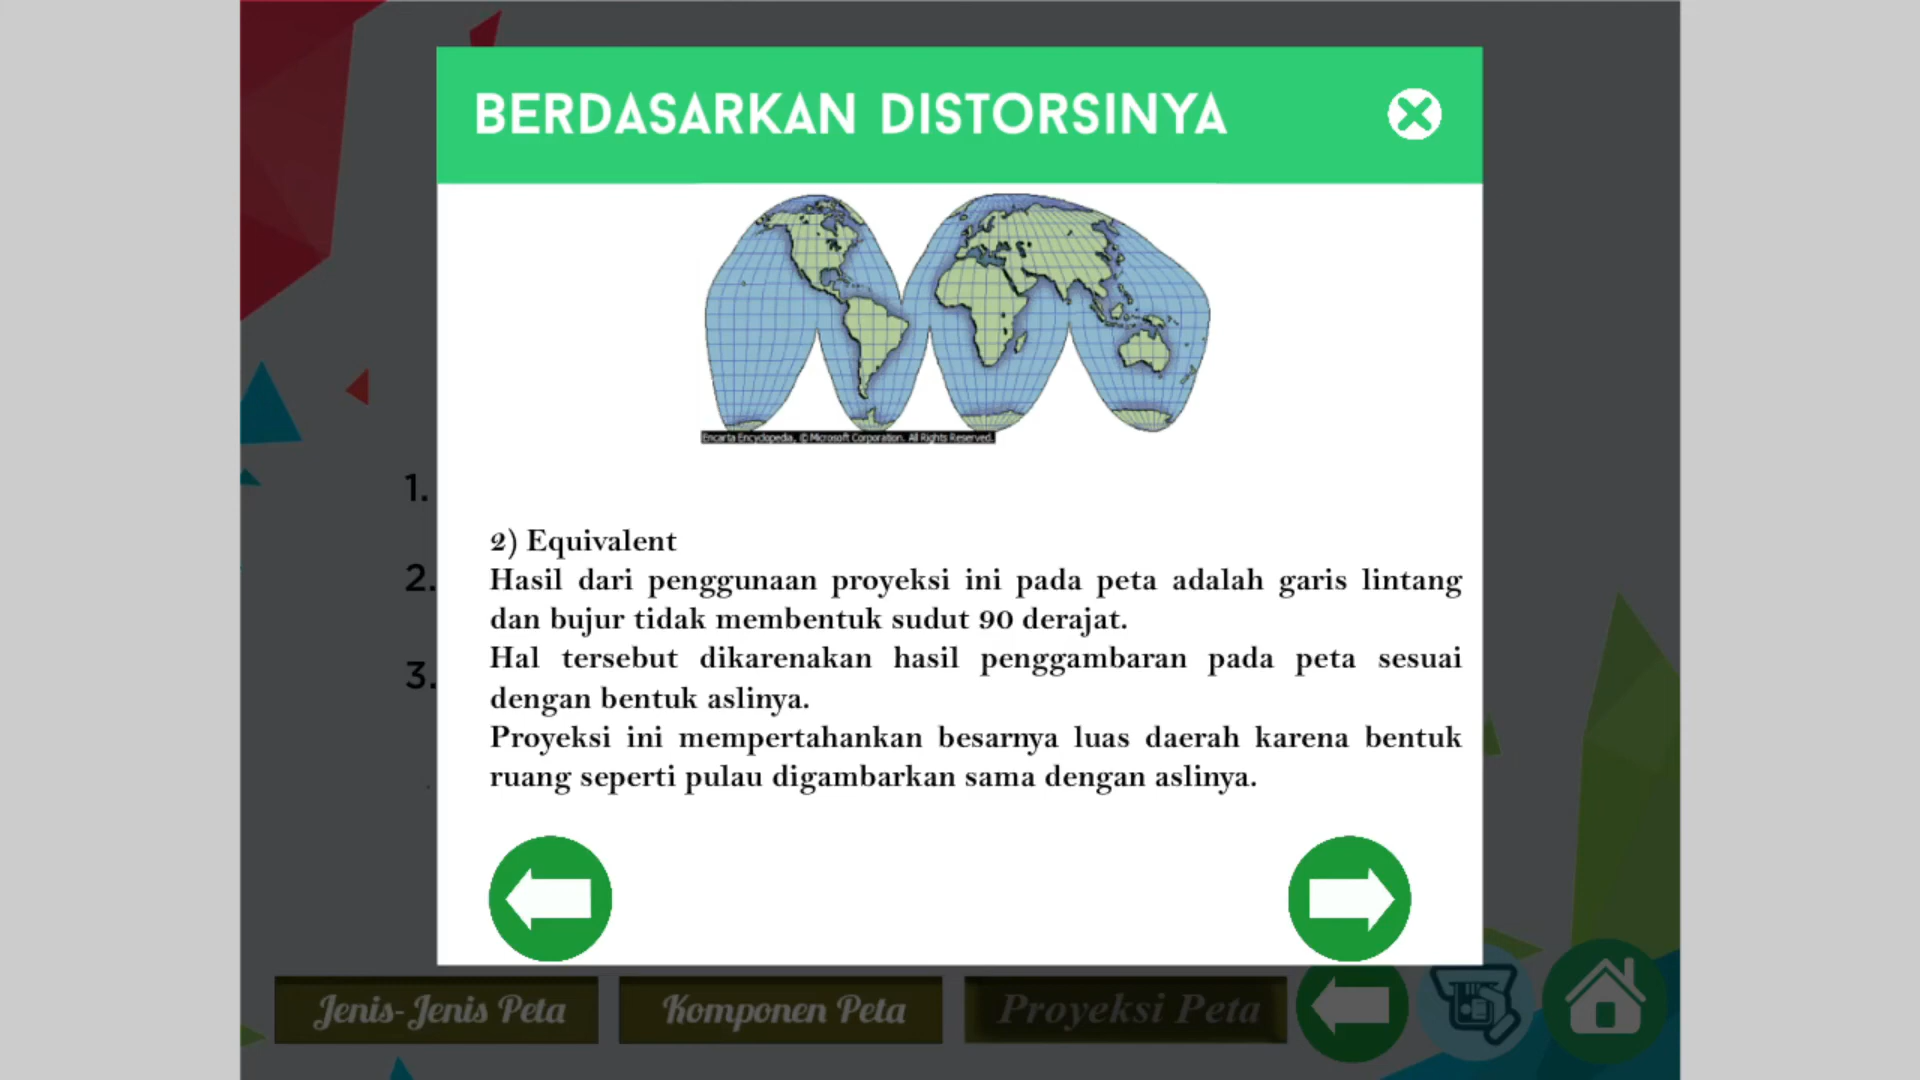 BERDASARKAN DISTORSINYA
Encarta Encyclopedia, © Microsoft Corporation. All Rights Reserved.
1.
2.
3.
2) Equivalent
Hasil dari penggunaan proyeksi ini pada peta adalah garis lintang
dan bujur tidak membentuk sudut 90 derajat.
Hal tersebut dikarenakan hasil penggambaran pada peta sesuai
dengan bentuk aslinya.
Proyeksi ini mempertahankan besarnya luas daerah karena bentuk
ruang seperti pulau digambarkan sama dengan aslinya.
Jenis-Jenis Peta
Komponen Peta
Proyeksi Peta